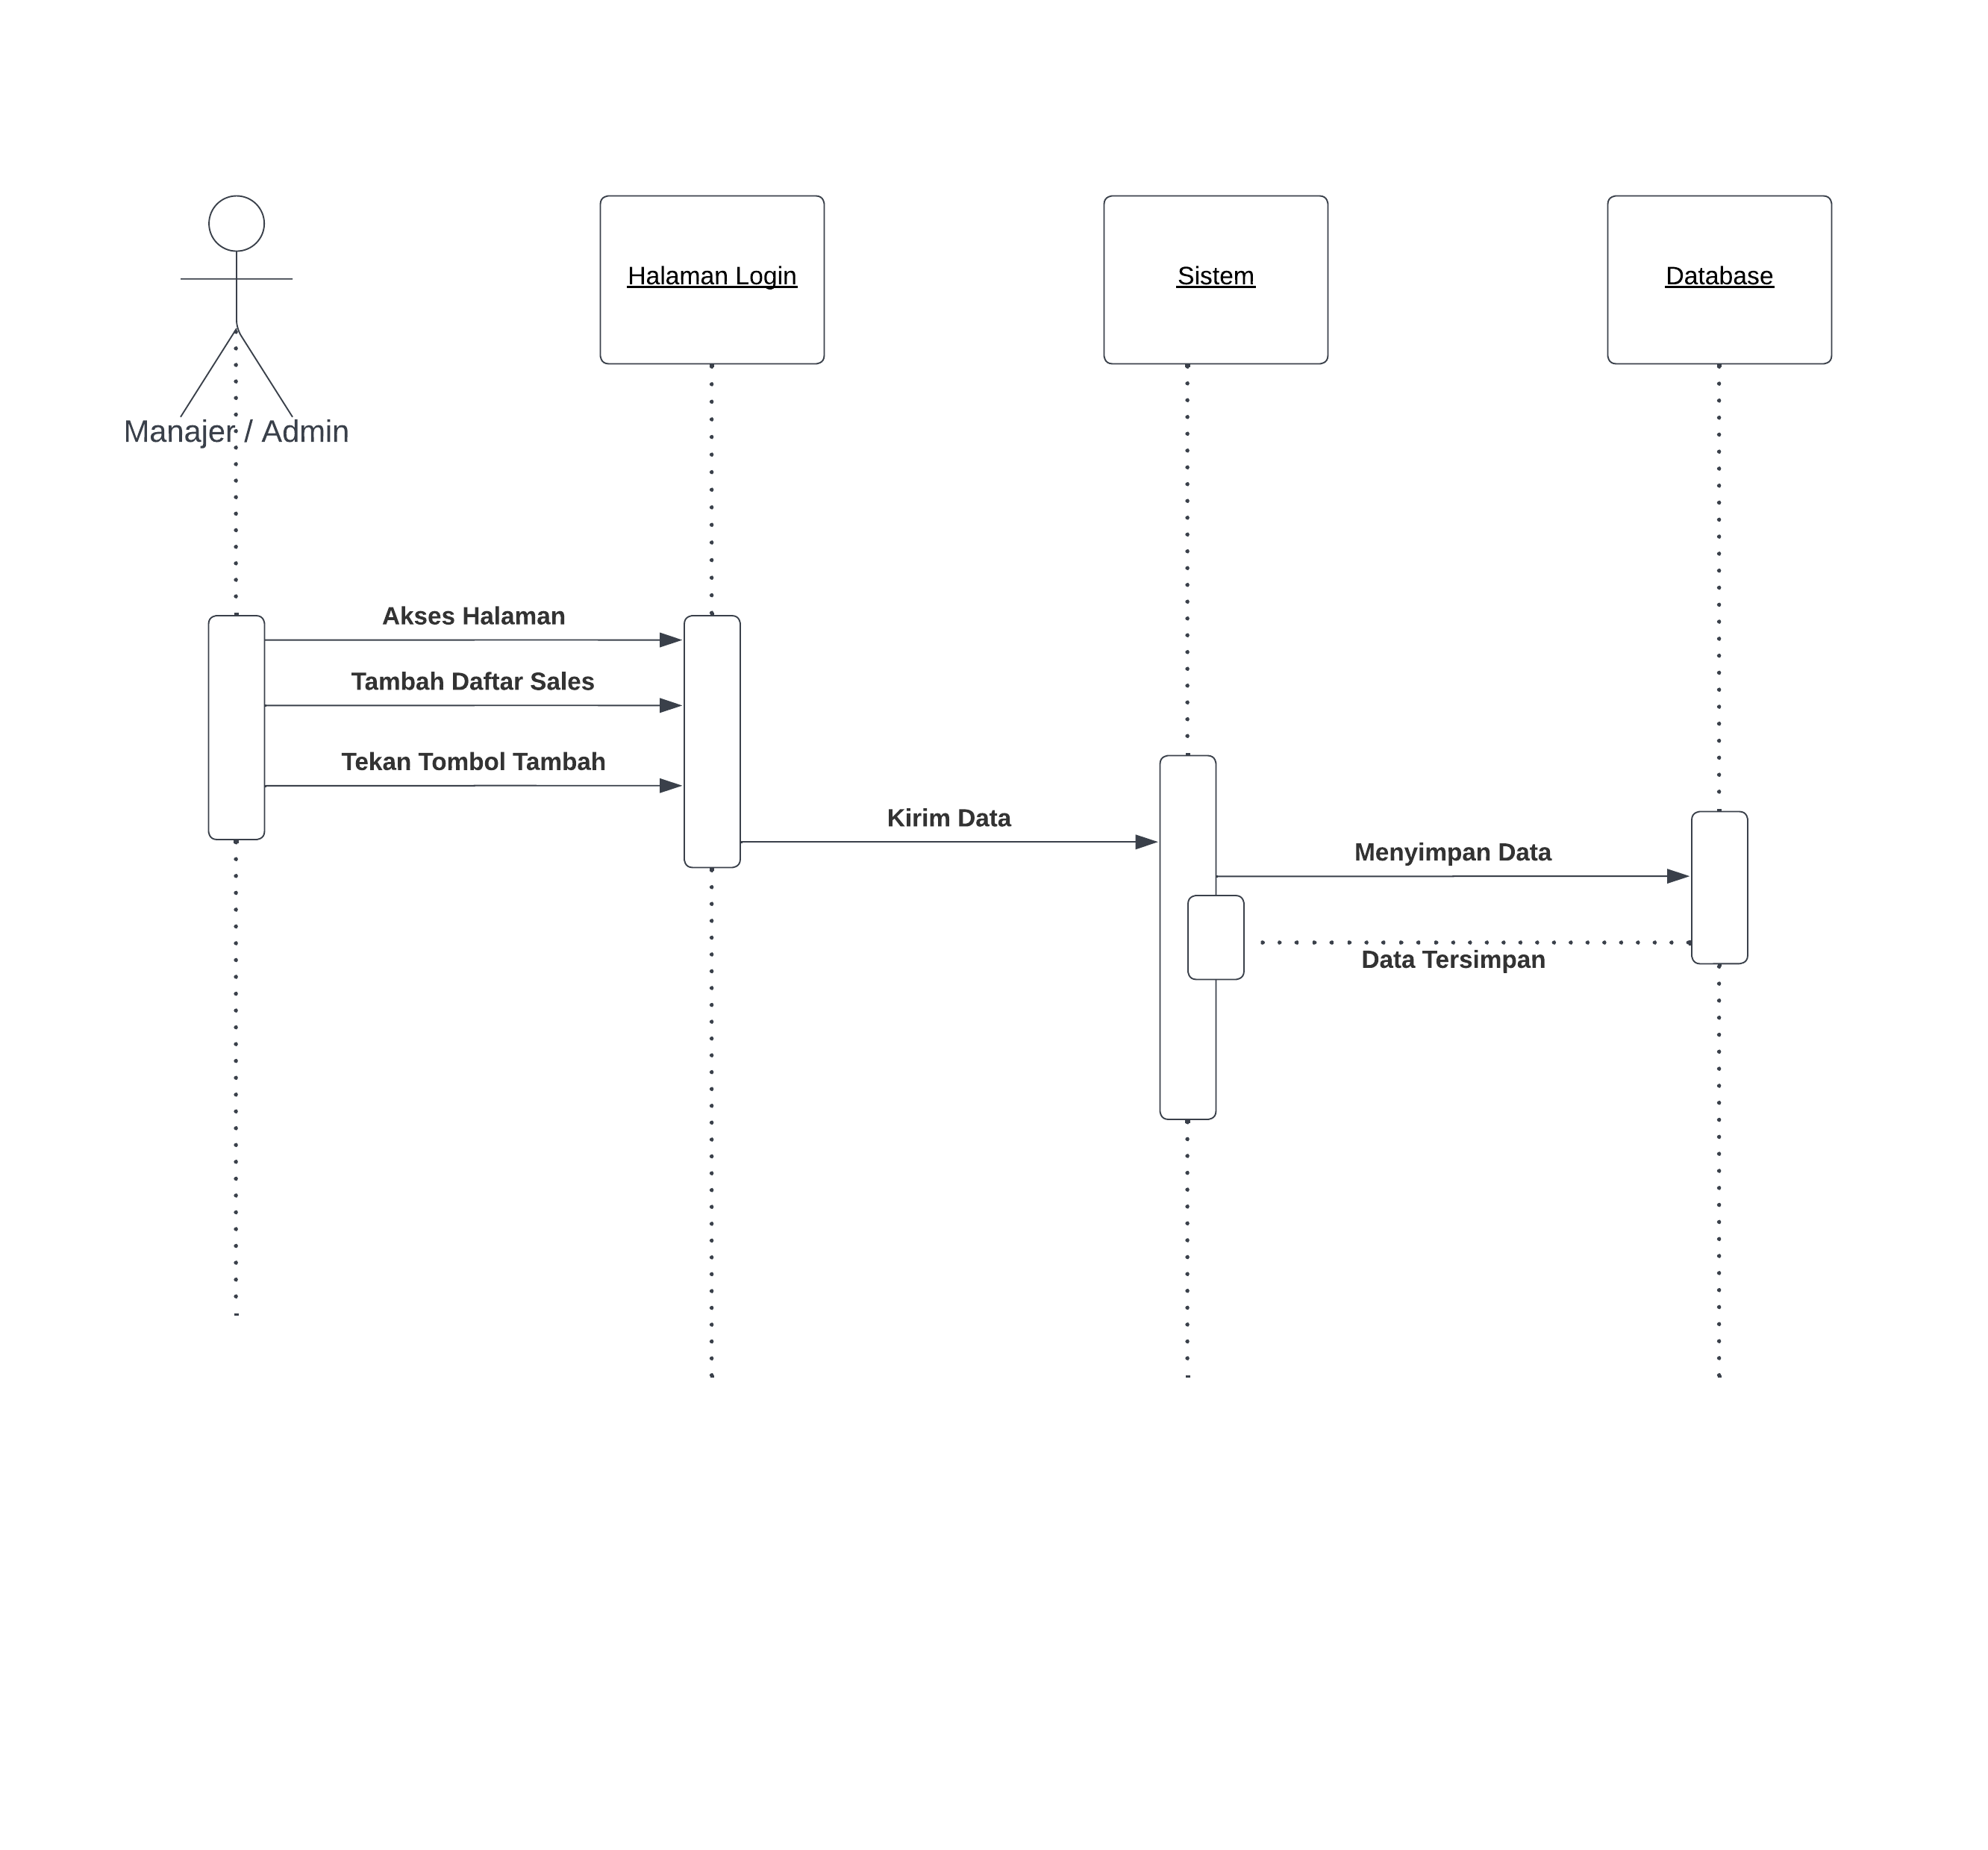 Halaman Login
Sistem
Database
Manajer / Admin
Akses Halaman
Tambah Daftar Sales
Tekan Tombol Tambah
Kirim Data
Menyimpan Data
Data Tersimpan